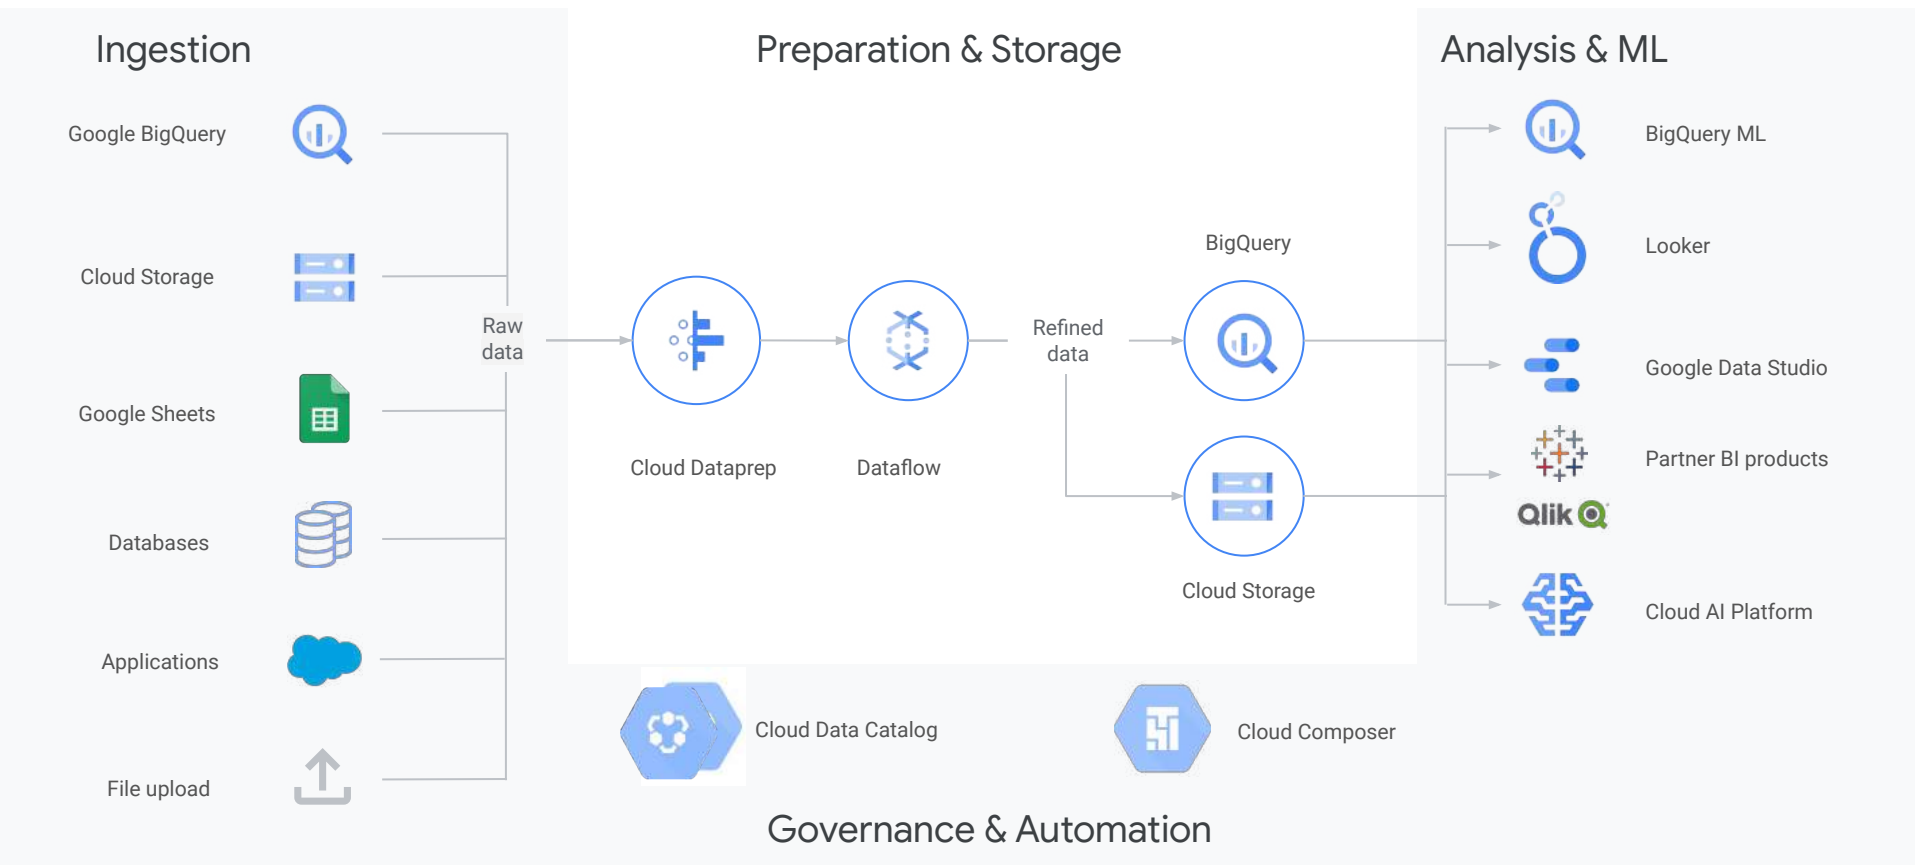 Ingestion
Preparation & Storage
Analysis & ML
Google BigQuery
Cloud Storage
Google Sheets
Databases
Applications
File upload
Raw
data
Cloud Dataprep
Dataflow
Refined
data
BigQuery
Cloud Storage
BigQuery ML
Looker
Google Data Studio
Partner BI products
Qlik
Cloud AI Platform
Cloud Data Catalog
Cloud Composer
Governance & Automation